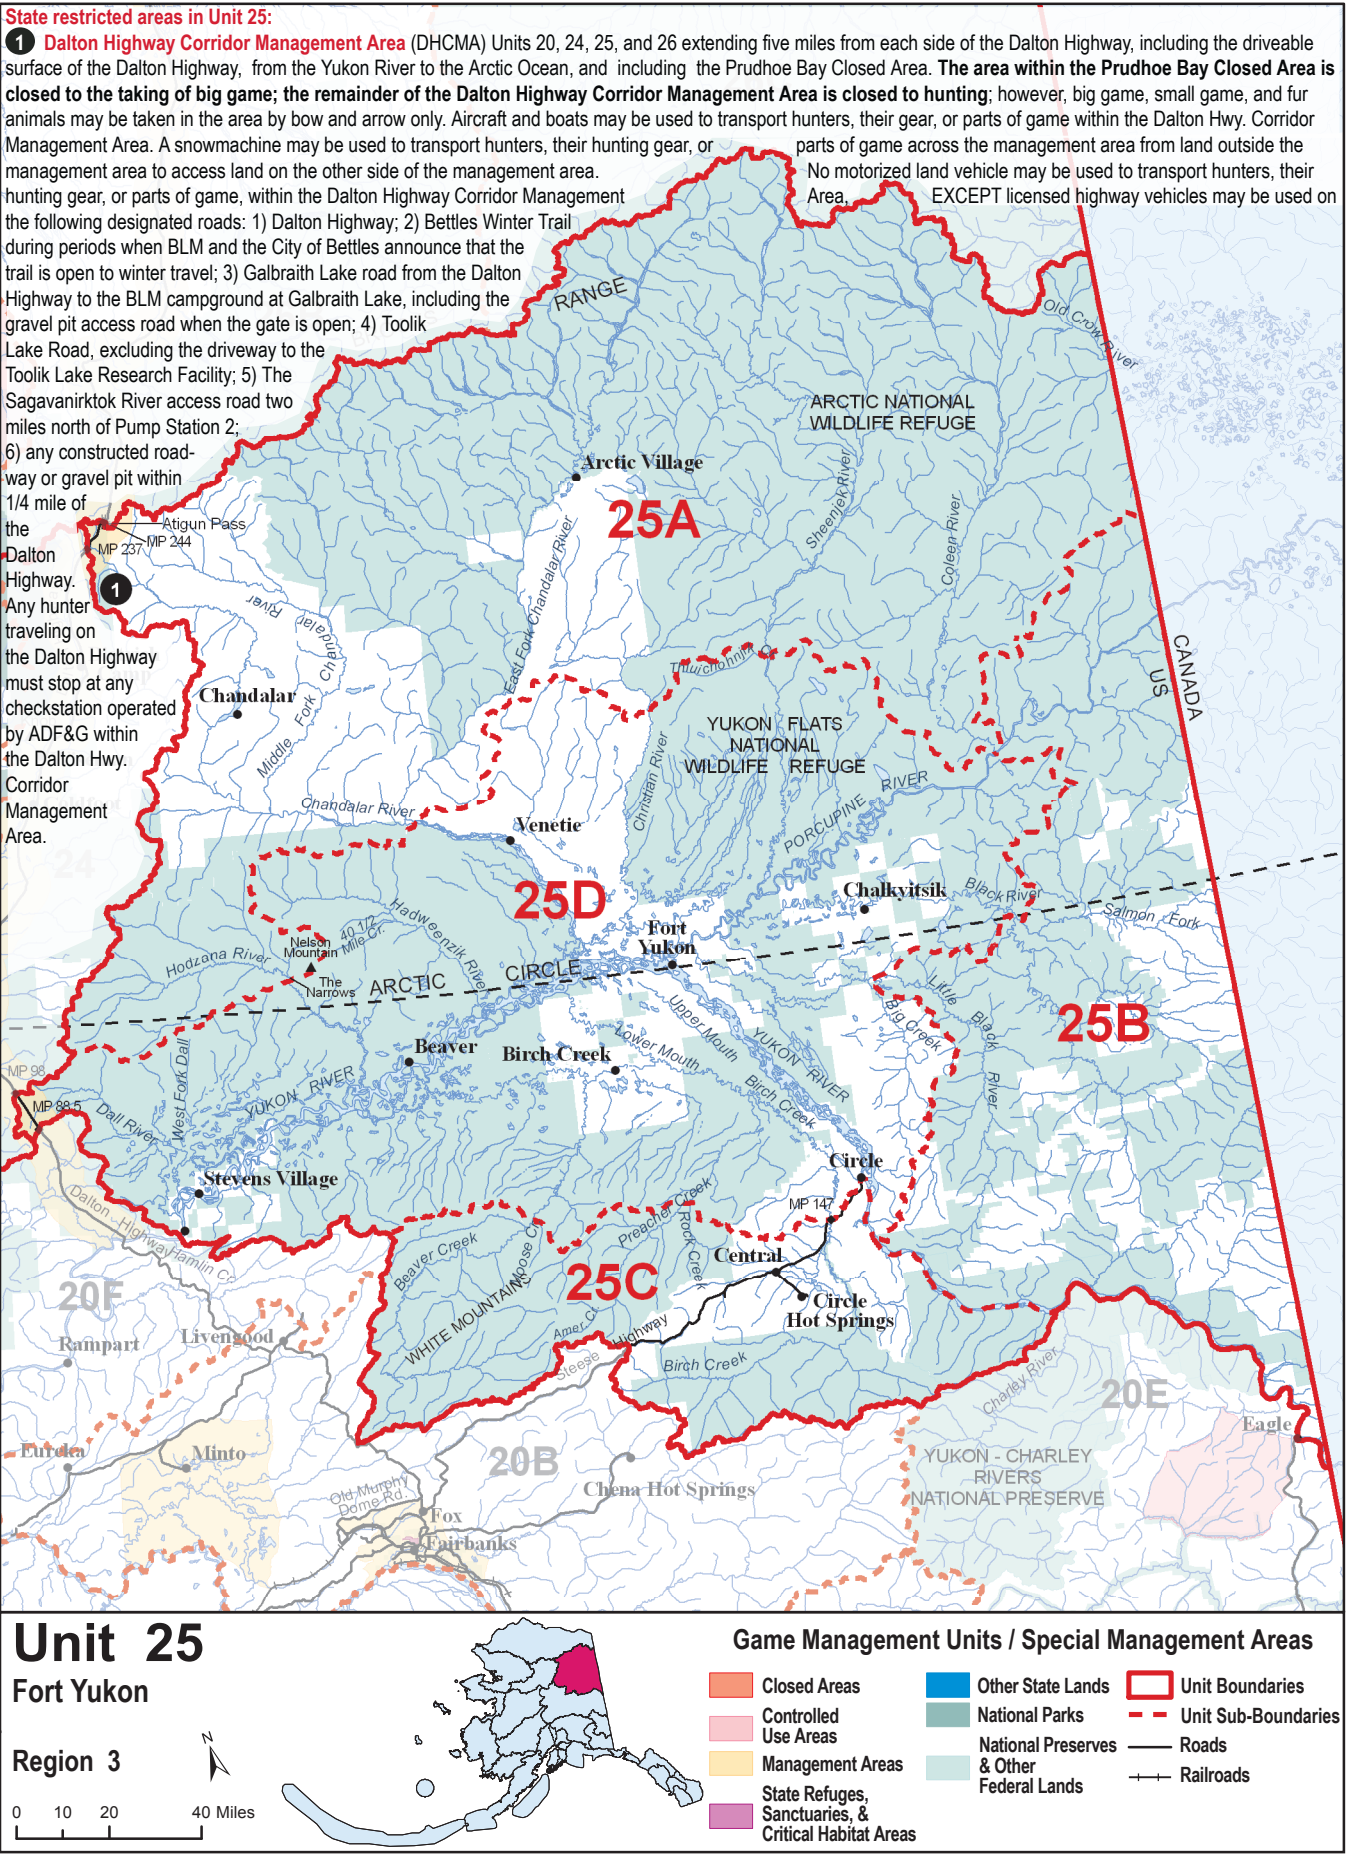 State restricted areas in Unit 25:
1 Dalton Highway Corridor Management Area (DHCMA) Units 20, 24, 25, and 26 extending five miles from each side of the Dalton Highway, including the driveable
surface of the Dalton Highway, from the Yukon River to the Arctic Ocean, and including the Prudhoe Bay Closed Area. The area within the Prudhoe Bay Closed Area is
closed to the taking of big game; the remainder of the Dalton Highway Corridor Management Area is closed to hunting; however, big game, small game, and fur
animals may be taken in the area by bow and arrow only. Aircraft and boats may be used to transport hunters, their gear, or parts of game within the Dalton Hwy. Corridor
Management Area. A snowmachine may be used to transport hunters, their hunting gear, or parts of game across the management area from land outside the
management area to access land on the other side of the management area. No motorized land vehicle may be used to transport hunters, their
hunting gear, or parts of game, within the Dalton Highway Corridor Management Area, EXCEPT licensed highway vehicles may be used on
the following designated roads: 1) Dalton Highway; 2) Bettles Winter Trail
during periods when BLM and the City of Bettles announce that the
trail is open to winter travel; 3) Galbraith Lake road from the Dalton
Highway to the BLM campground at Galbraith Lake, including the
gravel pit access road when the gate is open; 4) Toolik
Lake Road, excluding the driveway to the
Toolik Lake Research Facility; 5) The
Sagavanirktok River access road two
miles north of Pump Station 2;
6) any constructed road-
way or gravel pit within
1/4 mile of
the
Dalton
Highway.
Any hunter
traveling on
the Dalton Highway
must stop at any
checkstation operated
by ADF&G within
the Dalton Hwy.
Corridor
Management
Area.
RANGE
Old Crow River
ARCTIC NATIONAL
WILDLIFE REFUGE
Arctic Village
25A
Sheenjek River
Coleen River
East Fork Chandalar River
Atigun Pass
MP 244
MP 237
1
Middle Fork Chandalar River
Chandalar
CANADA
US
YUKON FLATS
NATIONAL
WILDLIFE REFUGE
Christian River
PORCUPINE RIVER
Chandalar River
Venetie
24
25D
Chalkyitsik
Black River
Salmon Fork
Fort
Yukon
Hadweenzik River
40 1/2
Mile Cr.
Nelson
Mountain
The
Narrows
Hodzana River
ARCTIC CIRCLE
Little Black River
Big Creek
25B
Upper Mouth
Lower Mouth
Birch Creek
YUKON RIVER
Beaver
Birch Creek
West Fork Dall
YUKON RIVER
MP 98
MP 88.5
Dall River
Stevens Village
Circle
MP 147
Dalton Highway
Hamlin Cr.
Preacher Creek
Rock Creek
Beaver Creek
Moose Cr.
Central
25C
Circle
Hot Springs
WHITE MOUNTAINS
Amer Cr.
Steese Highway
Birch Creek
20F
Rampart
Livengood
Charley River
20E
Eagle
Eureka
Minto
20B
Chena Hot Springs
YUKON - CHARLEY
RIVERS
NATIONAL PRESERVE
Old Murphy
Dome Rd.
Fox
Fairbanks
Unit 25
Fort Yukon
Region 3
N
0 10 20 40 Miles
Game Management Units / Special Management Areas
Closed Areas
Controlled
Use Areas
Management Areas
State Refuges,
Sanctuaries, &
Critical Habitat Areas
Other State Lands
National Parks
National Preserves
& Other
Federal Lands
Unit Boundaries
Unit Sub-Boundaries
Roads
Railroads